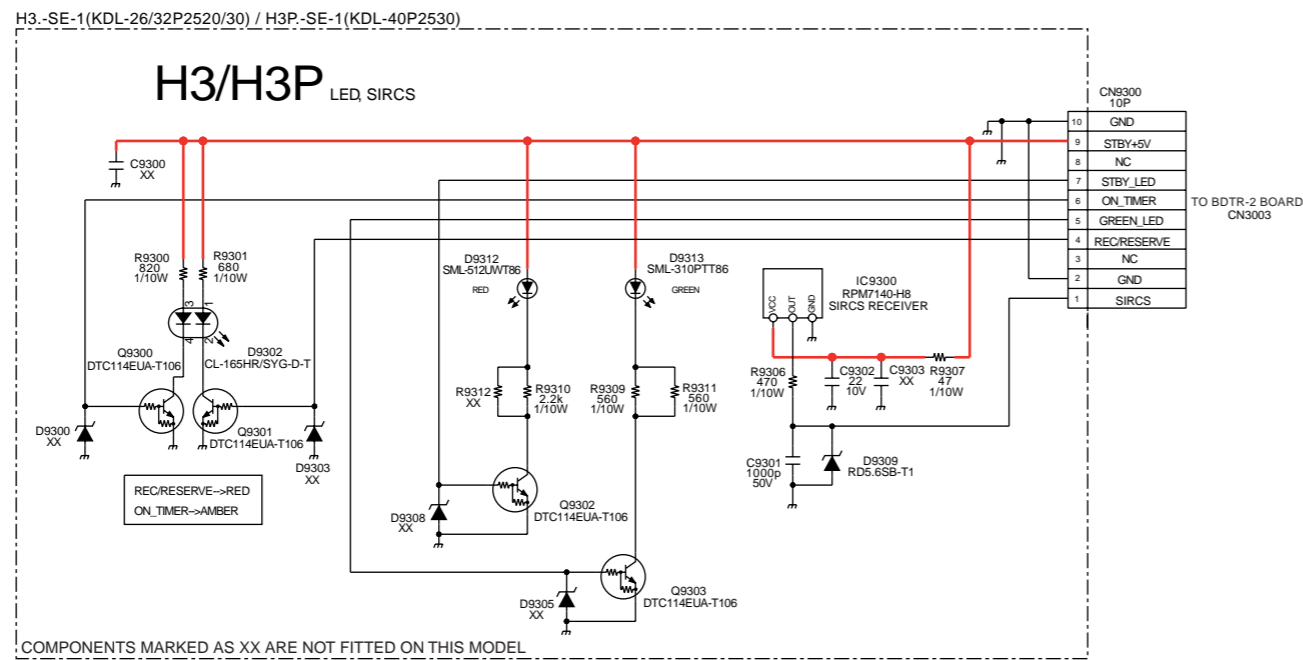 H3.-SE-1(KDL-26/32P2520/30) / H3P.-SE-1(KDL-40P2530)
H3/H3P LED, SIRCS
CN9300
10P
10 GND
9 STBY+5V
8 NC
7 STBY_LED
6 ON_TIMER
5 GREEN_LED
4 REC/RESERVE
3 NC
2 GND
1 SIRCS
TO BDTR-2 BOARD
CN3003
C9300
XX
R9300
820
1/10W
R9301
680
1/10W
3
1
4
2
D9302
CL-165HR/SYG-D-T
Q9300
DTC114EUA-T106
Q9301
DTC114EUA-T106
D9300
XX
D9303
XX
REC/RESERVE-->RED
ON_TIMER-->AMBER
D9312
SML-512UWT86
RED
D9313
SML-310PTT86
GREEN
R9312
XX
R9310
2.2k
1/10W
R9309
560
1/10W
R9311
560
1/10W
Q9302
DTC114EUA-T106
D9308
XX
Q9303
DTC114EUA-T106
D9305
XX
IC9300
RPM7140-H8
SIRCS RECEIVER
VCC
OUT
GND
R9306
470
1/10W
C9302
22
10V
C9303
XX
R9307
47
1/10W
C9301
1000p
50V
D9309
RD5.6SB-T1
COMPONENTS MARKED AS XX ARE NOT FITTED ON THIS MODEL